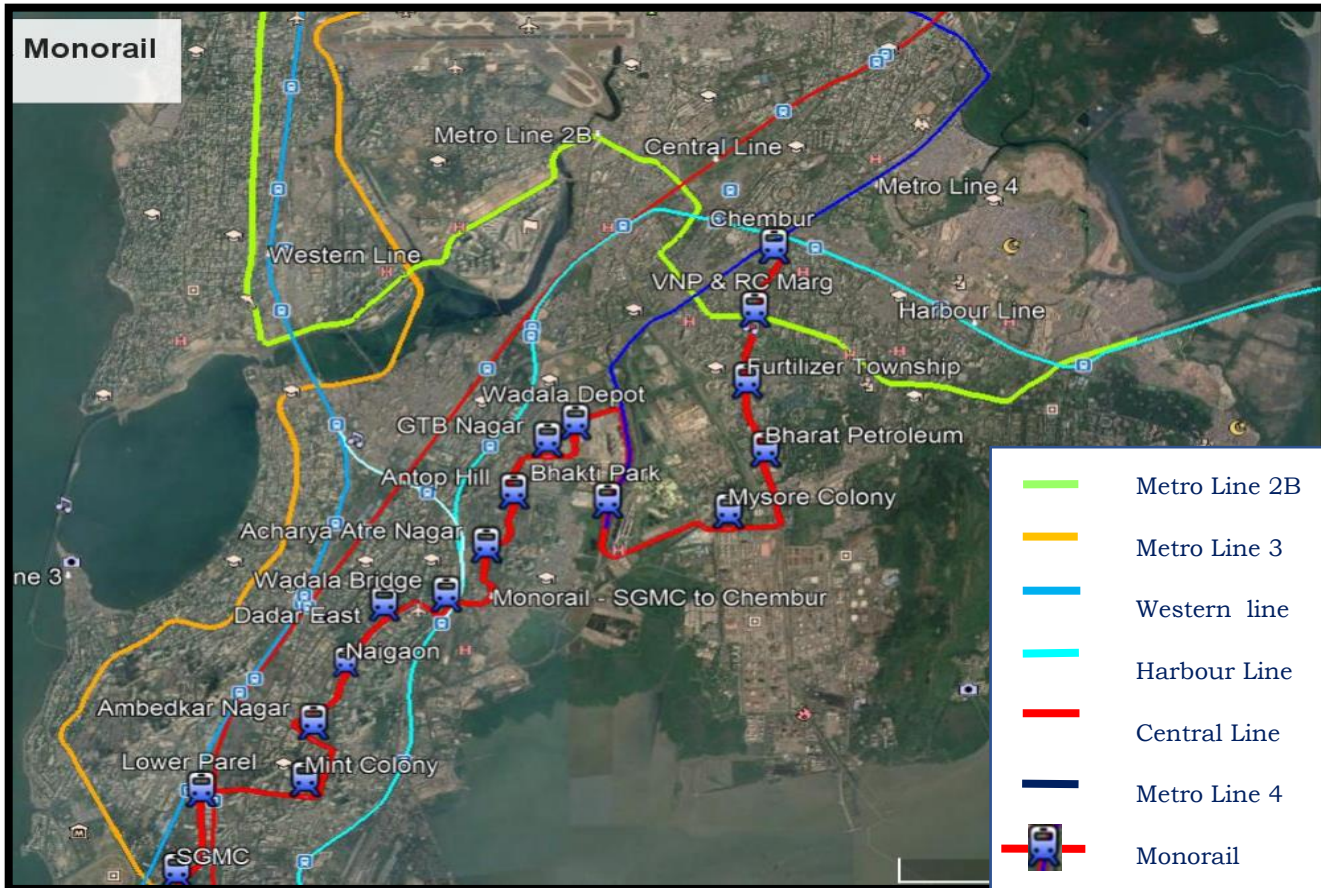 Monorail
Metro Line 2B
Central Line
Metro Line 4
Chembur
Western Line
VNP & RC Marg
Harbour Line
Furtilizer Township
Wadala Depot
GTB Nagar
Bharat Petroleum
Antop Hill
Bhakti Park
Mysore Colony
Acharya Atre Nagar
ne 3
Wadala Bridge
Monorail - SGMC to Chembur
Dadar East
Naigaon
Ambedkar Nagar
Lower Parel
Mint Colony
SGMC
Metro Line 2B
Metro Line 3
Western line
Harbour Line
Central Line
Metro Line 4
Monorail